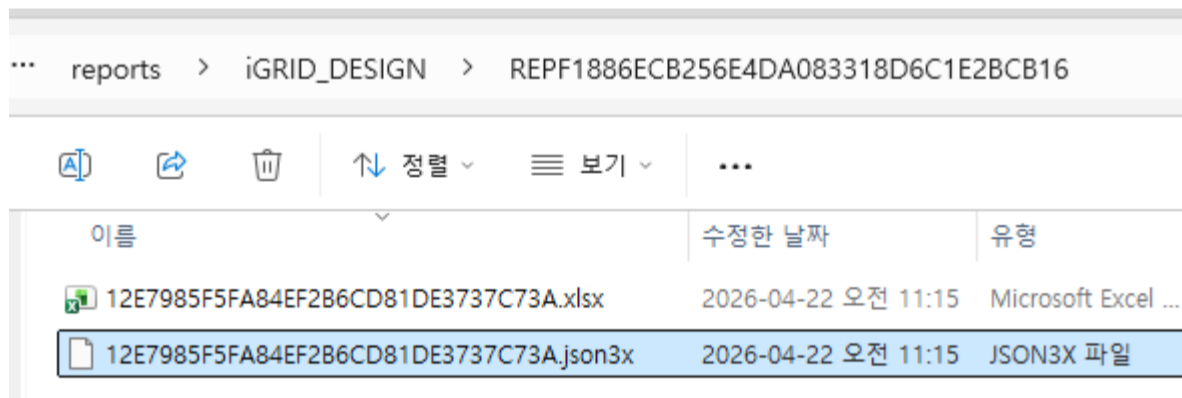 … reports > iGRID_DESIGN > REPF1886ECB256E4DA083318D6C1E2BCB16
정렬 보기 …
이름 수정한 날짜 유형
12E7985F5FA84EF2B6CD81DE3737C73A.xlsx 2026-04-22 오전 11:15 Microsoft Excel ...
12E7985F5FA84EF2B6CD81DE3737C73A.json3x 2026-04-22 오전 11:15 JSON3X 파일